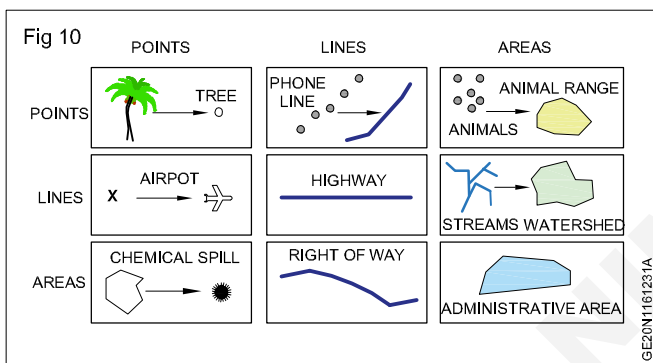 Fig 10
POINTS LINES AREAS
POINTS
TREE
PHONE
LINE
ANIMAL RANGE
ANIMALS
LINES
X AIRPOT
HIGHWAY
STREAMS WATERSHED
AREAS
CHEMICAL SPILL
RIGHT OF WAY
ADMINISTRATIVE AREA
GE20N1161231A